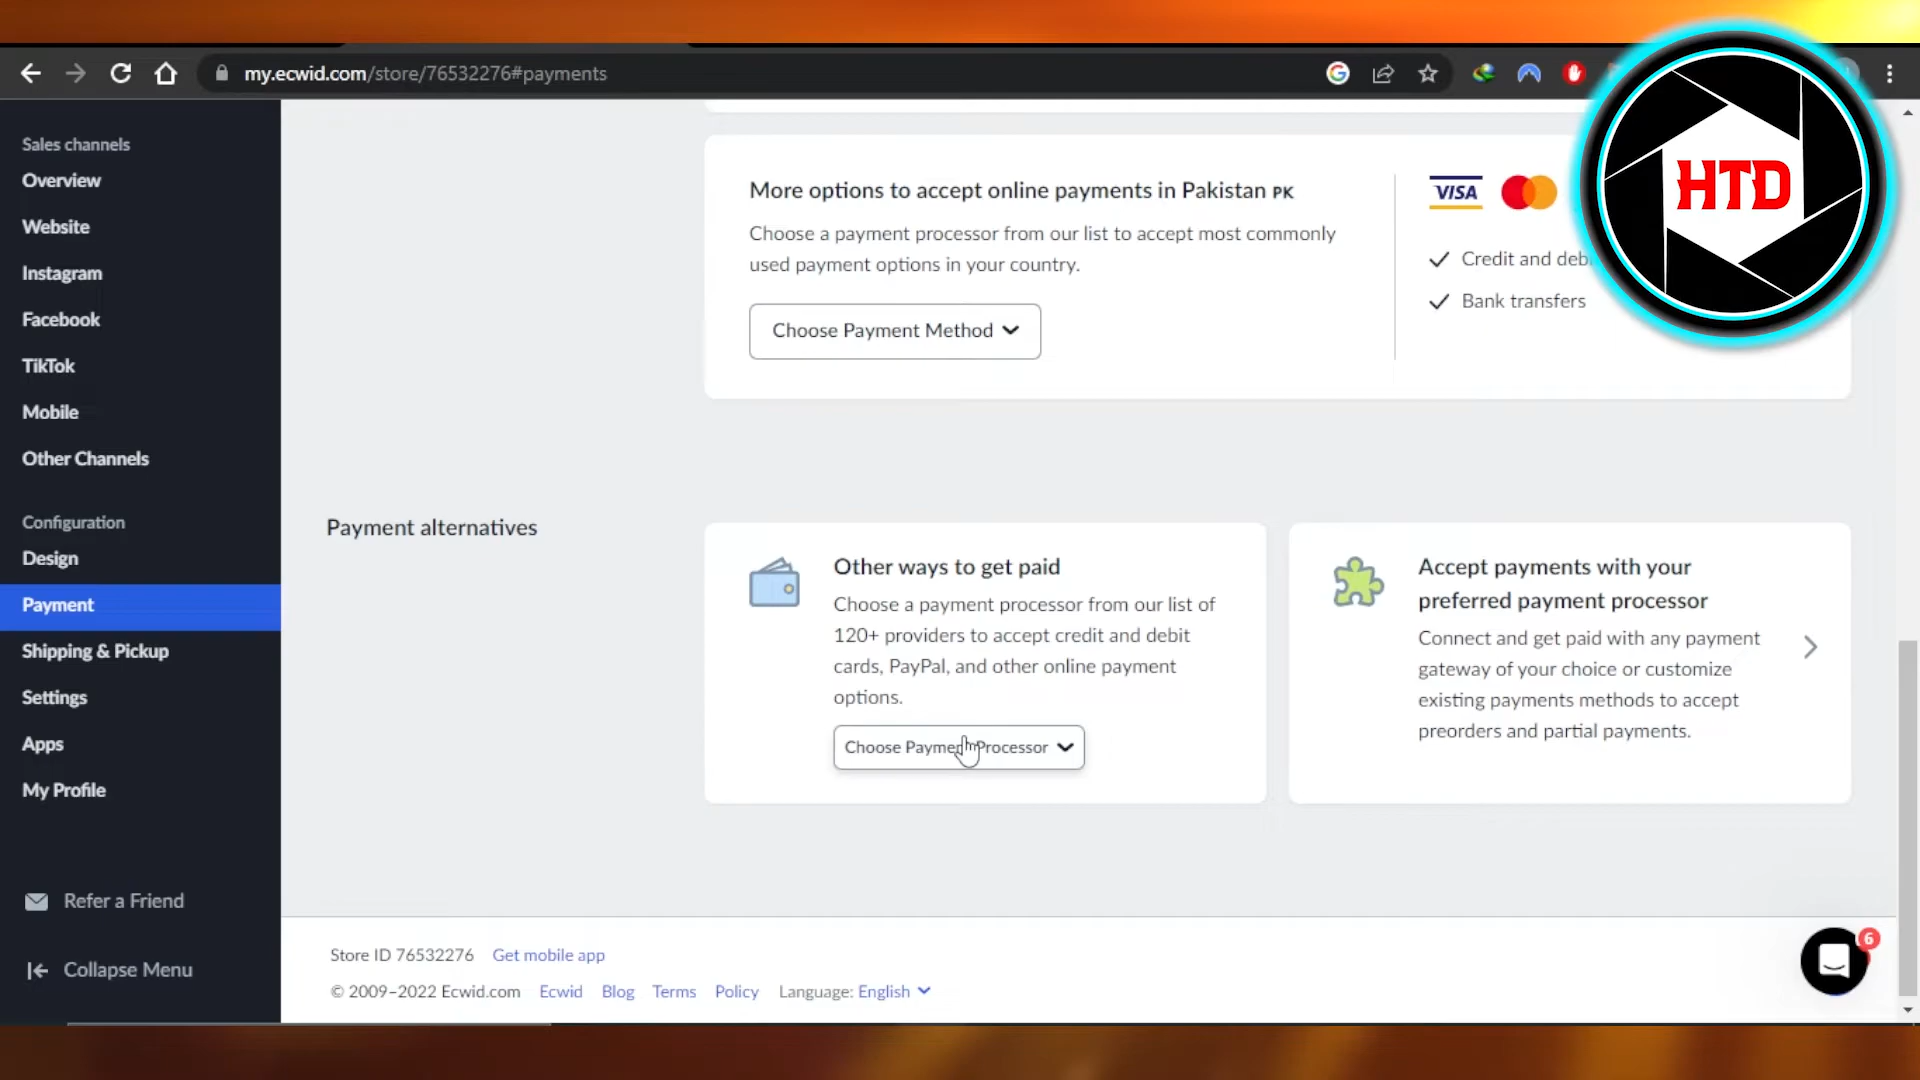 my.ecwid.com/store/76532276#payments
HTD
Sales channels
Overview
Website
Instagram
Facebook
TikTok
Mobile
Other Channels
Configuration
Design
Payment
Shipping & Pickup
Settings
Apps
My Profile
Refer a Friend
Collapse Menu
More options to accept online payments in Pakistan PK
Choose a payment processor from our list to accept most commonly
used payment options in your country.
Choose Payment Method
VISA
Credit and
Bank transfers
Payment alternatives
Other ways to get paid
Choose a payment processor from our list of
120+ providers to accept credit and debit
cards, PayPal, and other online payment
options.
Choose Payment Processor
Accept payments with your
preferred payment processor
Connect and get paid with any payment
gateway of your choice or customize
existing payments methods to accept
preorders and partial payments.
Store ID 76532276 Get mobile app
© 2009–2022 Ecwid.com Ecwid Blog Terms Policy Language: English
6